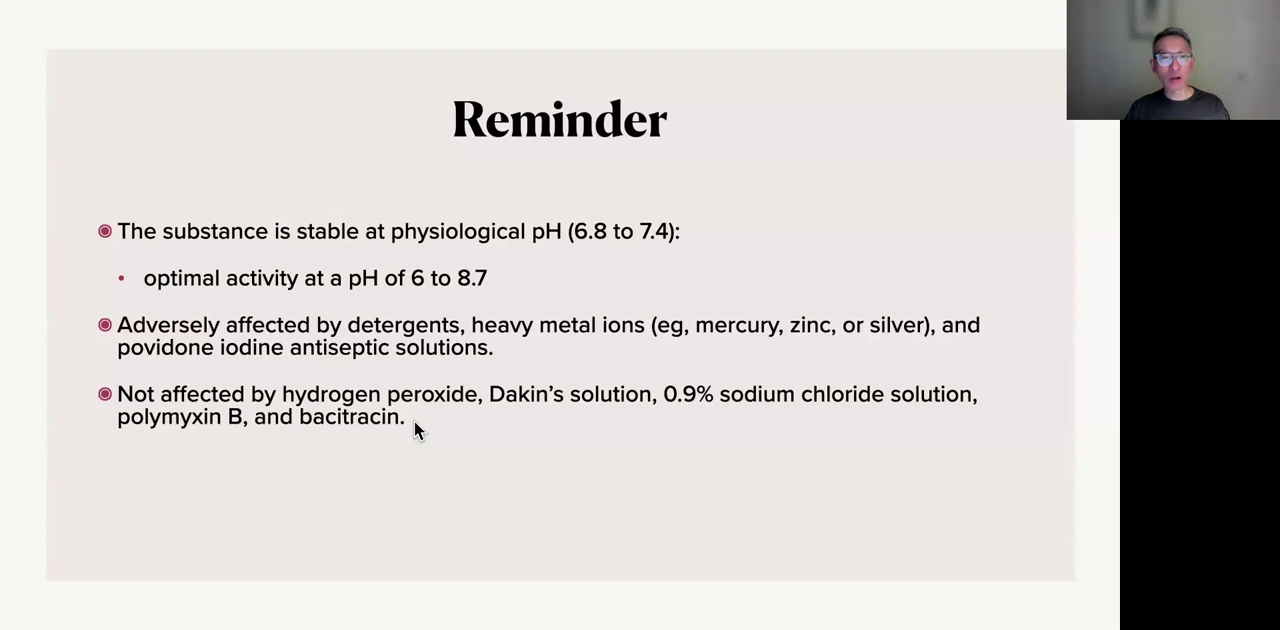 Reminder
The substance is stable at physiological pH (6.8 to 7.4):
optimal activity at a pH of 6 to 8.7
Adversely affected by detergents, heavy metal ions (eg, mercury, zinc, or silver), and
povidone iodine antiseptic solutions.
Not affected by hydrogen peroxide, Dakin’s solution, 0.9% sodium chloride solution,
polymyxin B, and bacitracin.